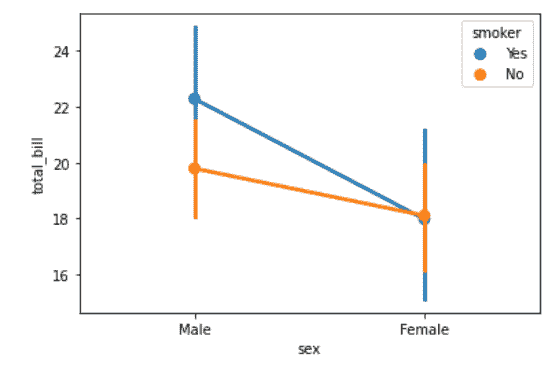 smoker
Yes
No
24
22
20
18
16
total_bill
Male
Female
sex